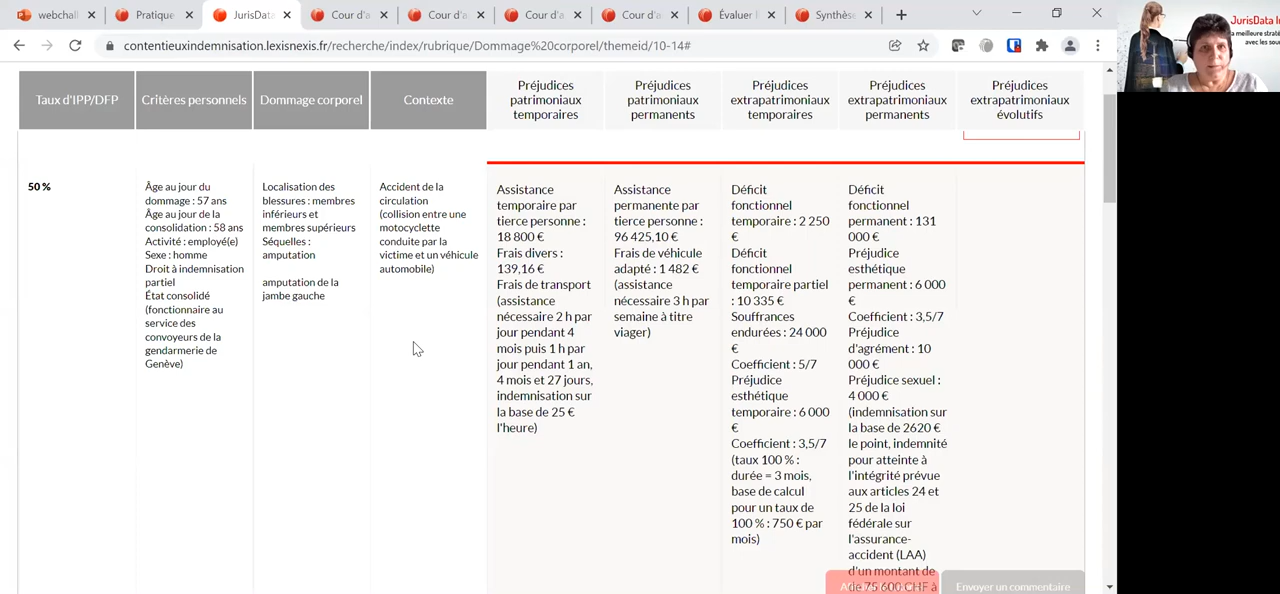 webchall
Pratique
JurisData
Cour d'a
Cour d'a
Cour d'a
Cour d'a
Évaluer l
Synthèse
contentieuxindemnisation.lexisnexis.fr/recherche/index/rubrique/Dommage%20corporel/themeid/10-14#
JurisData
a meilleure straté
avec les sou
Taux d'IPP/DFP
Critères personnels
Dommage corporel
Contexte
Préjudices
patrimoniaux
temporaires
Préjudices
patrimoniaux
permanents
Préjudices
extrapatrimoniaux
temporaires
Préjudices
extrapatrimoniaux
permanents
Préjudices
extrapatrimoniaux
évolutifs
50 %
Âge au jour du
dommage : 57 ans
Âge au jour de la
consolidation : 58 ans
Activité : employé(e)
Sexe : homme
Droit à indemnisation
partiel
État consolidé
(fonctionnaire au
service des
convoyeurs de la
gendarmerie de
Genève)
Localisation des
blessures : membres
inférieurs et
membres supérieurs
Séquelles :
amputation
amputation de la
jambe gauche
Accident de la
circulation
(collision entre une
motocyclette
conduite par la
victime et un véhicule
automobile)
Assistance
temporaire par
tierce personne :
18 800 €
Frais divers :
139,16 €
Frais de transport
(assistance
nécessaire 2 h par
jour pendant 4
mois puis 1 h par
jour pendant 1 an,
4 mois et 27 jours,
indemnisation sur
la base de 25 €
l'heure)
Assistance
permanente par
tierce personne :
96 425,10 €
Frais de véhicule
adapté : 1 482 €
(assistance
nécessaire 3 h par
semaine à titre
viager)
Déficit
fonctionnel
temporaire : 2 250
€
Déficit
fonctionnel
temporaire partiel
: 10 335 €
Souffrances
endurées : 24 000
€
Coefficient : 5/7
Préjudice
esthétique
temporaire : 6 000
€
Coefficient : 3,5/7
(taux 100 % :
durée = 3 mois,
base de calcul
pour un taux de
100 % : 750 € par
mois)
Déficit
fonctionnel
permanent : 131
000 €
Préjudice
esthétique
permanent : 6 000
€
Coefficient : 3,5/7
Préjudice
d'agrément : 10
000 €
Préjudice sexuel :
4 000 €
(indemnisation sur
la base de 2620 €
le point, indemnité
pour atteinte à
l'intégrité prévue
aux articles 24 et
25 de la loi
fédérale sur
l'assurance-
accident (LAA)
d'un montant de
de 75 600 CHF à
Envoyer un commentaire